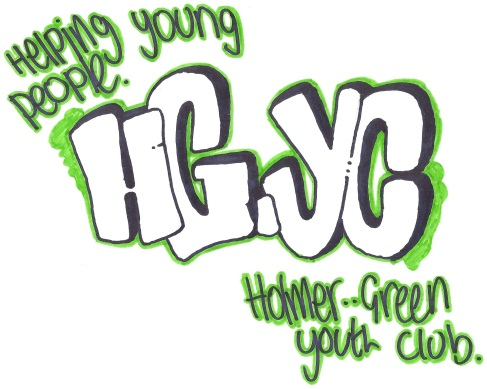 Helping young
people.
HG.YC
Holmer..Green
youth club.